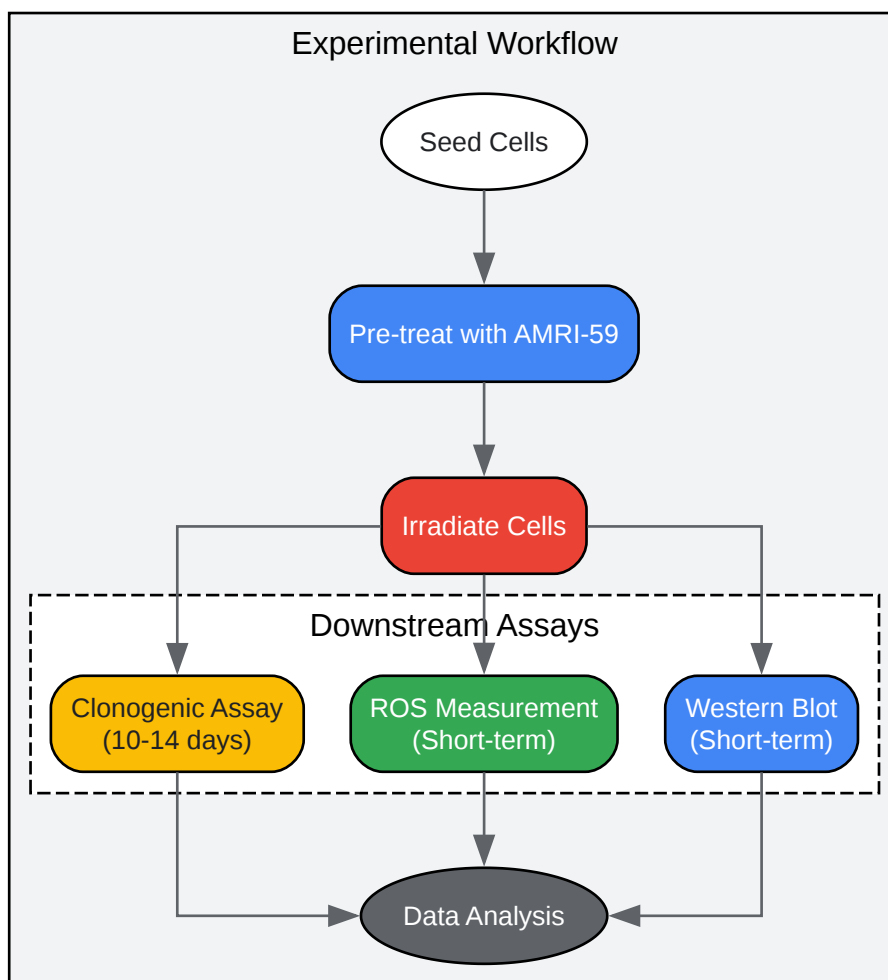 Experimental Workflow
Seed Cells
Pre-treat with AMRI-59
Irradiate Cells
Downstream Assays
Clonogenic Assay
(10-14 days)
ROS Measurement
(Short-term)
Western Blot
(Short-term)
Data Analysis